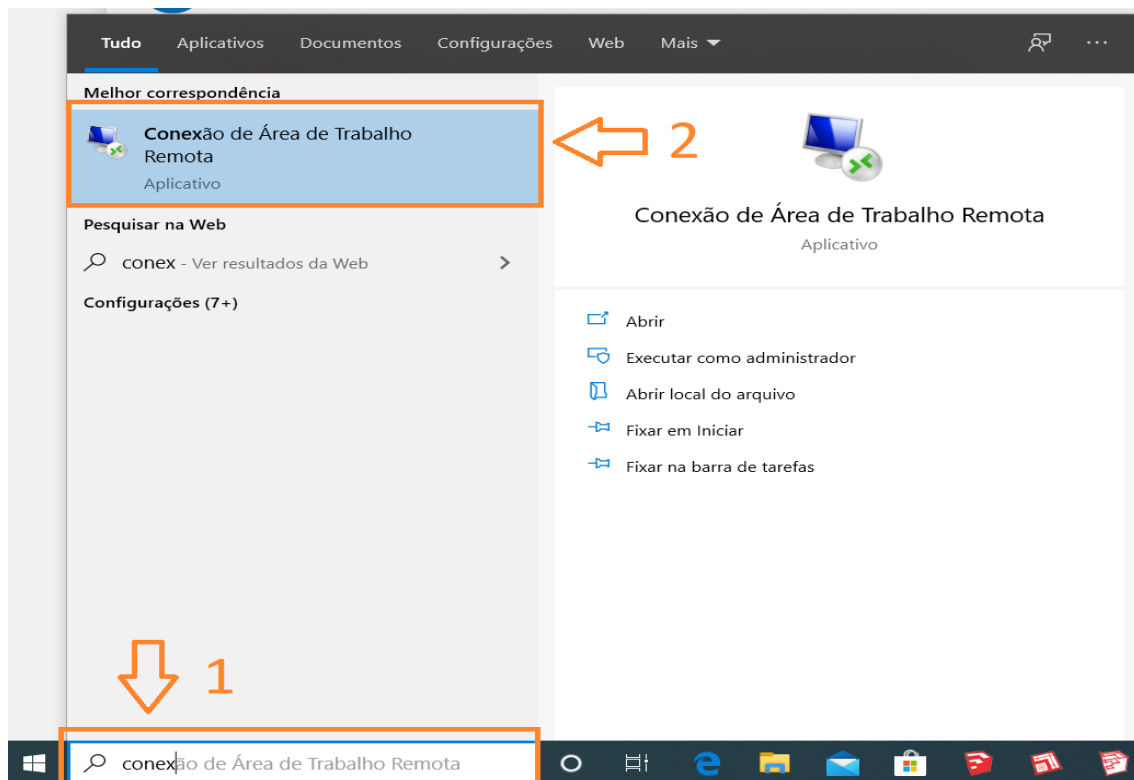 Tudo Aplicativos Documentos Configurações Web Mais
Melhor correspondência
Conexão de Área de Trabalho
Remota
Aplicativo
2
Pesquisar na Web
conex - Ver resultados da Web
Configurações (7+)
Conexão de Área de Trabalho Remota
Aplicativo
Abrir
Executar como administrador
Abrir local do arquivo
Fixar em Iniciar
Fixar na barra de tarefas
1
conexão de Área de Trabalho Remota